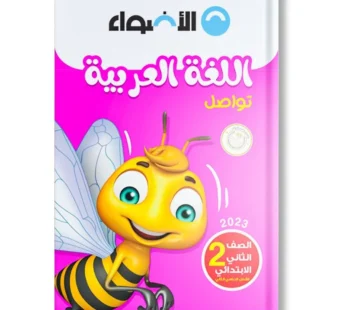 الأضواء
اللغة العربية
تواصل
2023
الصف
الثاني 2
الابتدائي